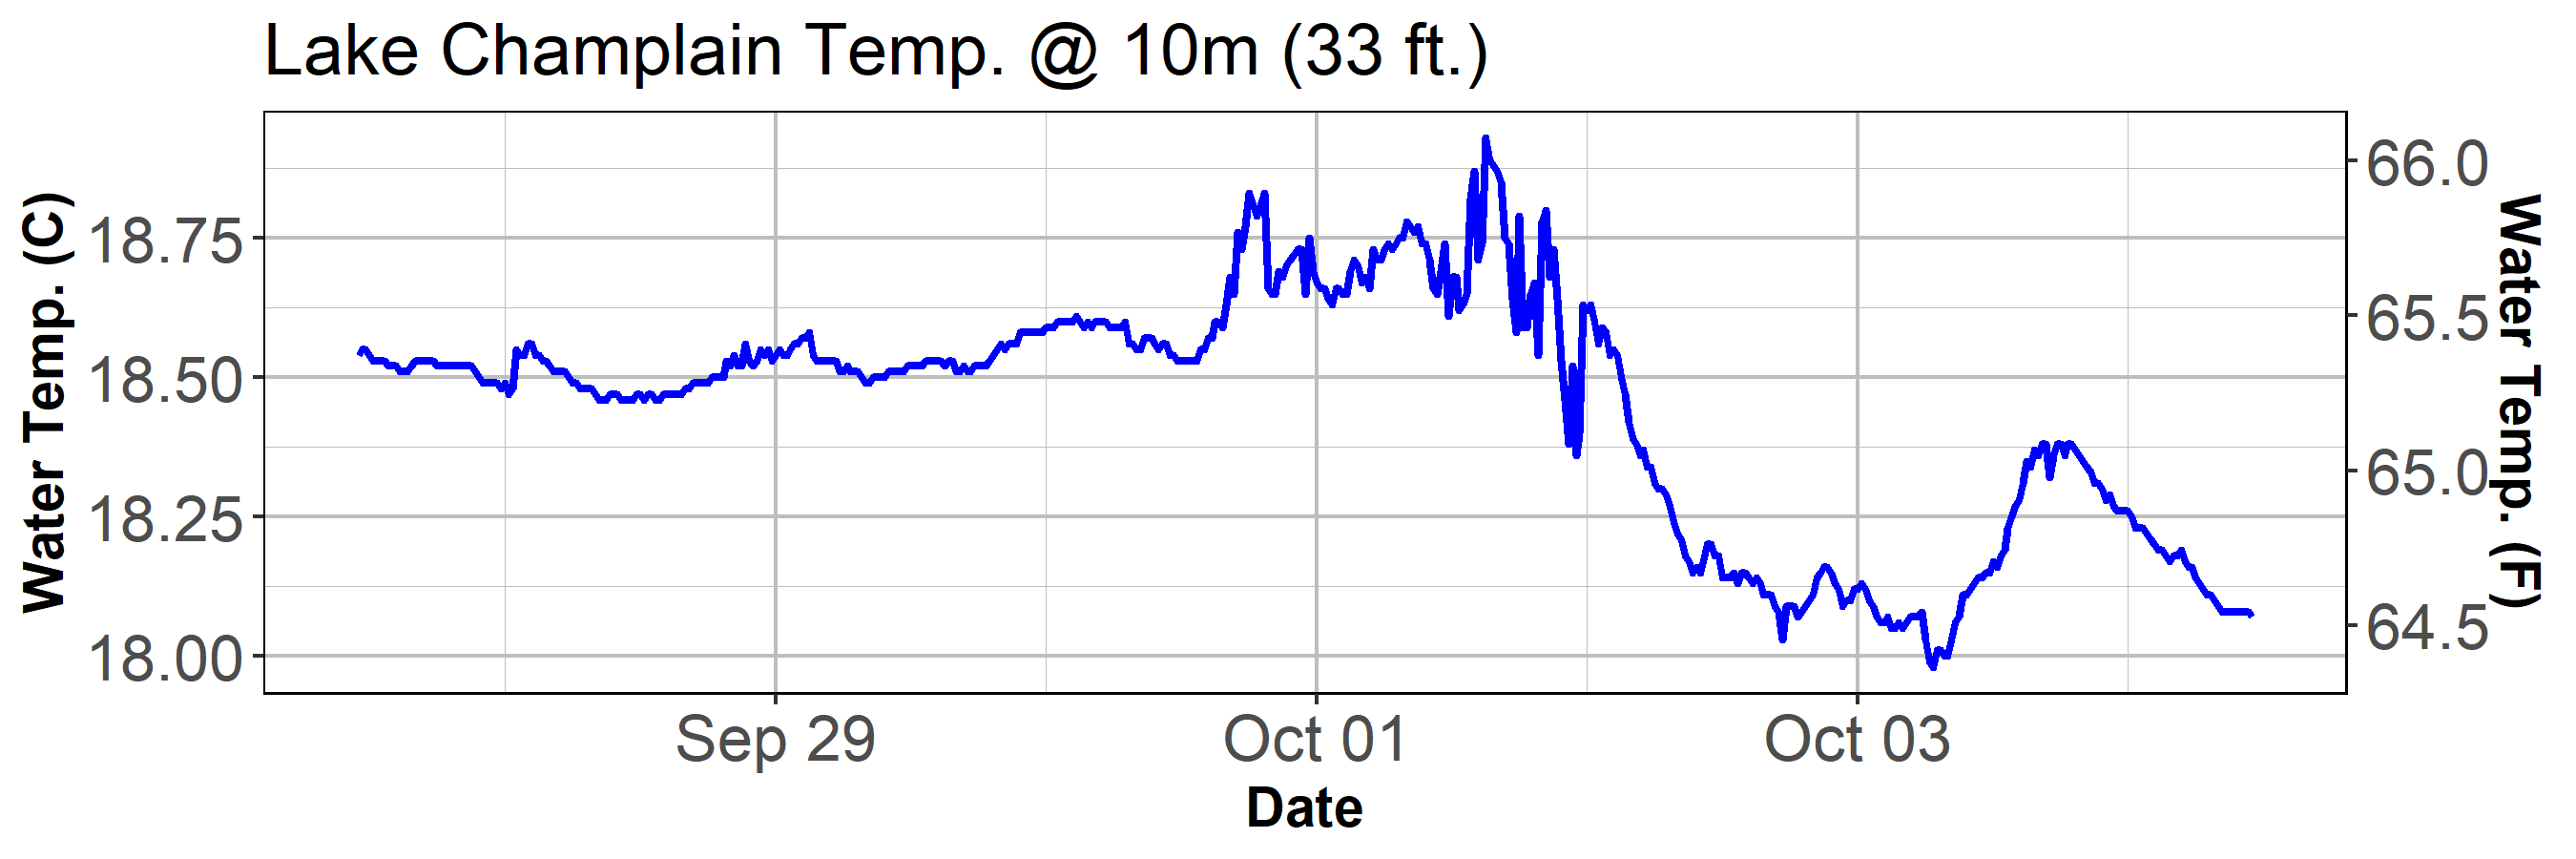 Lake Champlain Temp. @ 10m (33 ft.)
Water Temp. (C)
18.75
18.50
18.25
18.00
66.0
65.5
65.0
64.5
Water Temp. (F)
Sep 29
Oct 01
Oct 03
Date